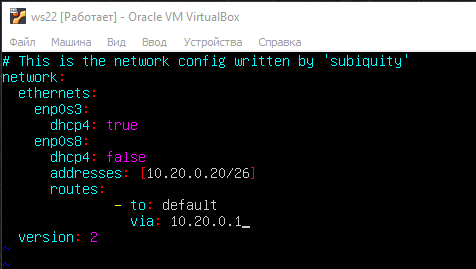 ws22 [Работает] - Oracle VM VirtualBox
Файл Машина Вид Ввод Устройства Справка
# This is the network config written by 'subiquity'
network:
  ethernets:
    enp0s3:
      dhcp4: true
    enp0s8:
      dhcp4: false
      addresses: [10.20.0.20/26]
      routes:
              - to: default
                via: 10.20.0.1
  version: 2
~
~